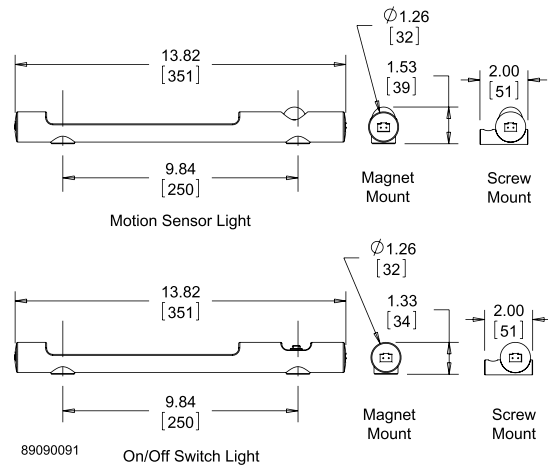 ⌀1.26
[32]
13.82
[351]
1.53
[39]
2.00
[51]
9.84
[250]
Magnet
Mount
Screw
Mount
Motion Sensor Light
⌀1.26
[32]
13.82
[351]
1.33
[34]
2.00
[51]
9.84
[250]
Magnet
Mount
Screw
Mount
89090091
On/Off Switch Light